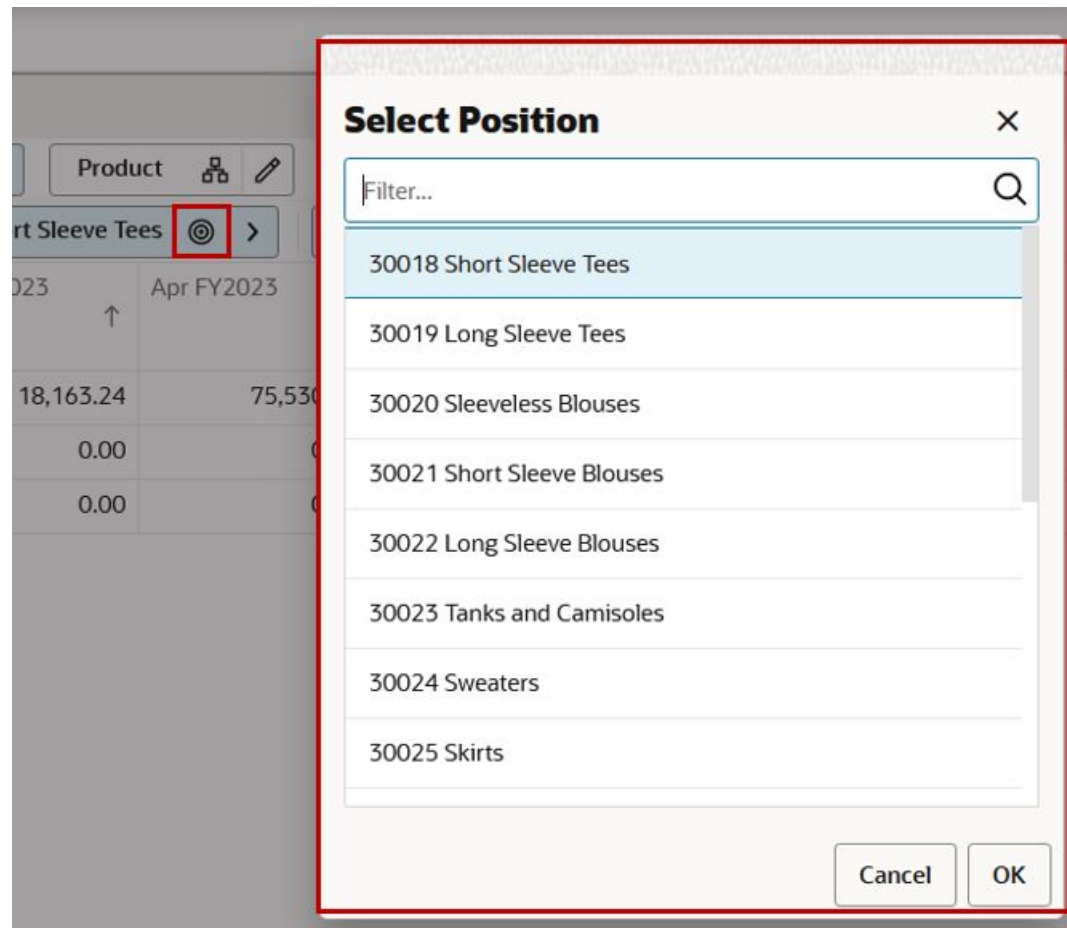 Select Position
Product
Filter...
rt Sleeve Tees
30018 Short Sleeve Tees
023 Apr FY2023
30019 Long Sleeve Tees
18,163.24 75,530
30020 Sleeveless Blouses
0.00
30021 Short Sleeve Blouses
0.00
30022 Long Sleeve Blouses
30023 Tanks and Camisoles
30024 Sweaters
30025 Skirts
Cancel OK